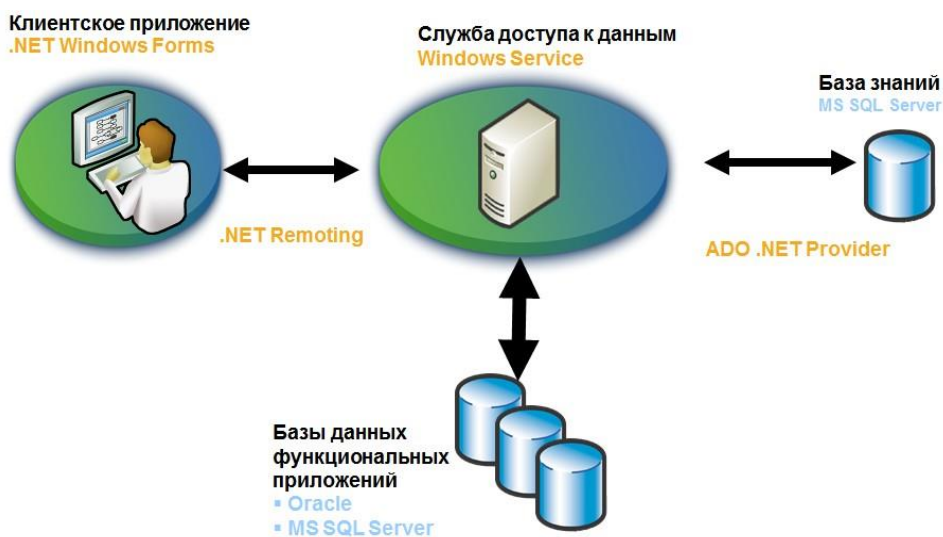 Клиентское приложение
.NET Windows Forms
Служба доступа к данным
Windows Service
База знаний
MS SQL Server
.NET Remoting
ADO .NET Provider
Базы данных
функциональных
приложений
▪ Oracle
▪ MS SQL Server